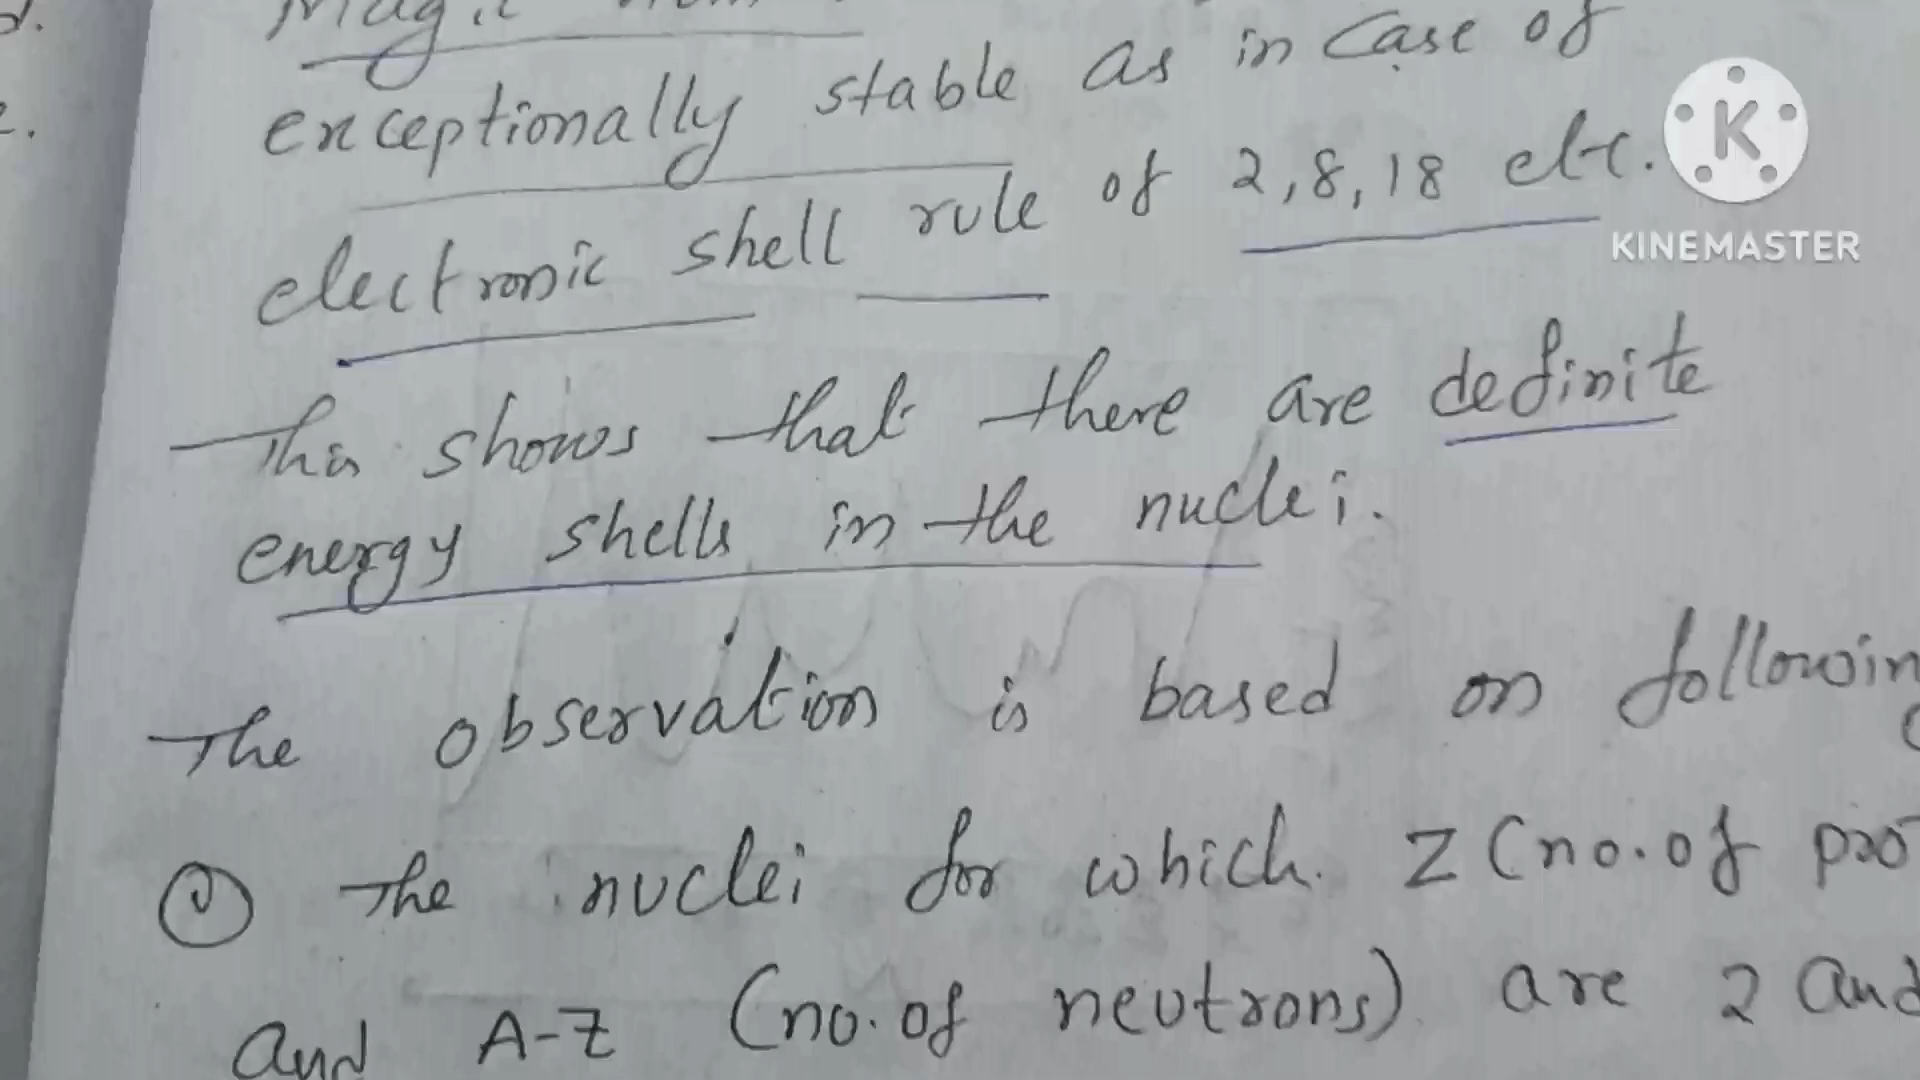 d.
Magic
exceptionally stable as in case of
electronic shell rule of 2,8,18 etc.
K
KINEMASTER
This shows that there are definite
energy shells in the nuclei.
The observation is based on following
① The nuclei for which Z (no. of pro
and A-Z (no. of neutrons) are 2 and